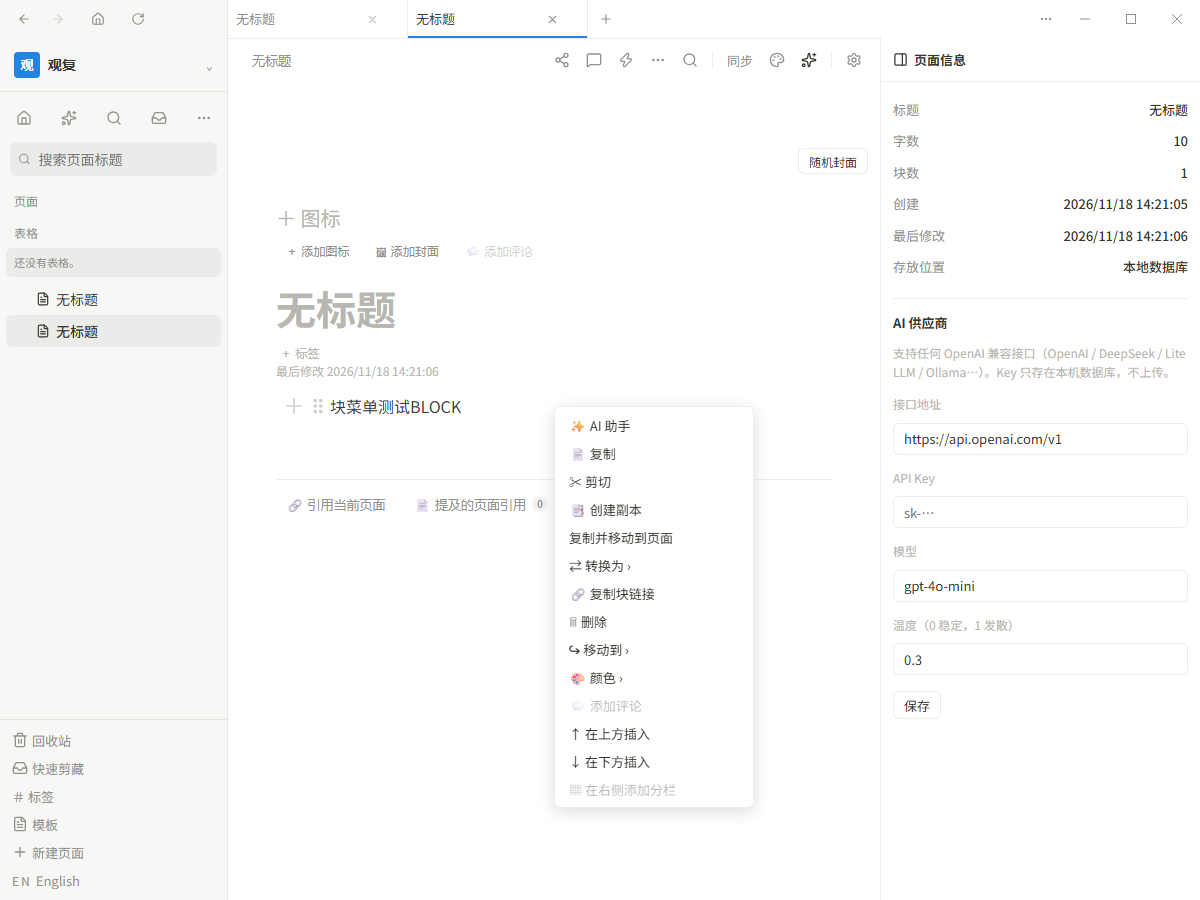 无标题
无标题
观 观复
搜索页面标题
页面
表格
还没有表格。
无标题
无标题
回收站
快速剪藏
# 标签
模板
新建页面
EN English
无标题
同步
随机封面
图标
+ 添加图标
添加封面
添加评论
无标题
+ 标签
最后修改 2026/11/18 14:21:06
块菜单测试BLOCK
引用当前页面
提及的页面引用 0
AI 助手
复制
剪切
创建副本
复制并移动到页面
⇄ 转换为 ›
复制块链接
删除
↪ 移动到 ›
颜色 ›
添加评论
↑ 在上方插入
↓ 在下方插入
在右侧添加分栏
页面信息
标题 无标题
字数 10
块数 1
创建 2026/11/18 14:21:05
最后修改 2026/11/18 14:21:06
存放位置 本地数据库
AI 供应商
支持任何 OpenAI 兼容接口（OpenAI / DeepSeek / Lite
LLM / Ollama…）。Key 只存在本机数据库，不上传。
接口地址
https://api.openai.com/v1
API Key
sk-…
模型
gpt-4o-mini
温度（0 稳定，1 发散）
0.3
保存